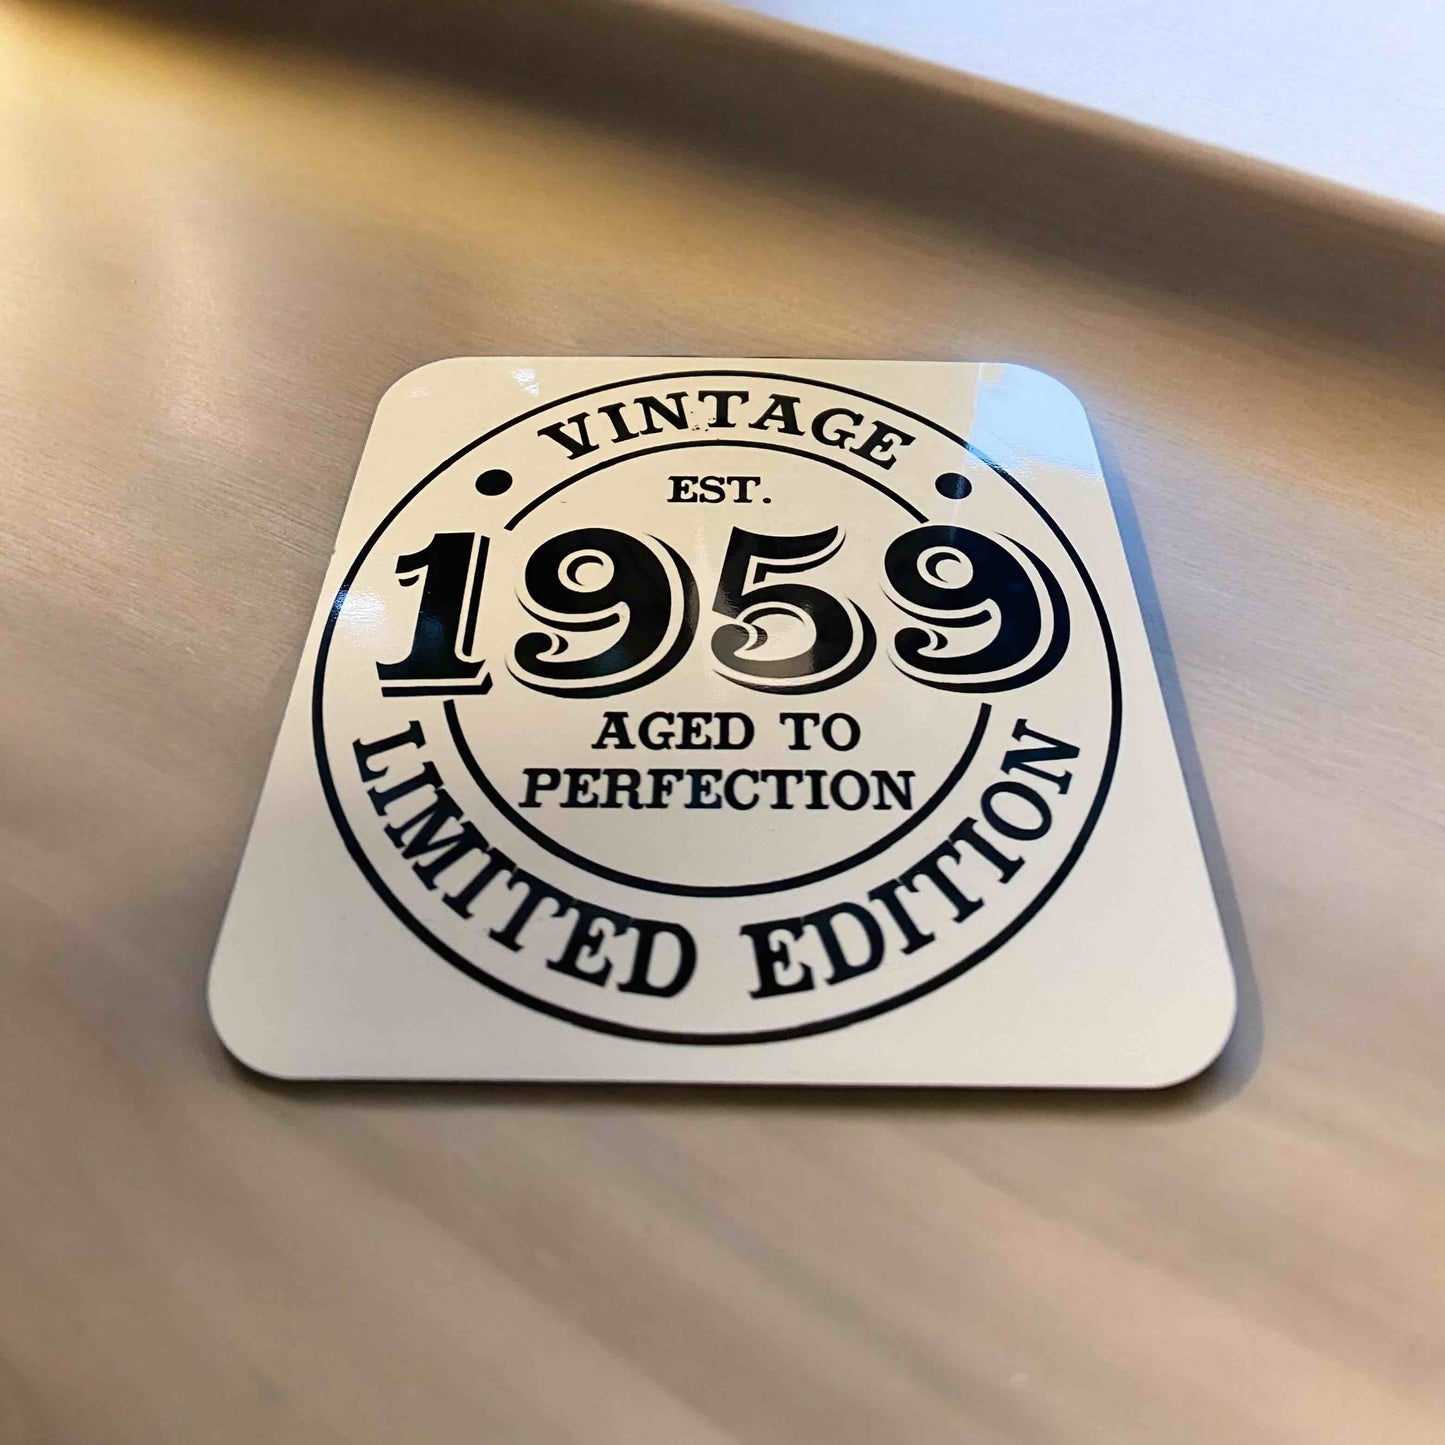 VINTAGE
EST.
1959
AGED TO
PERFECTION
LIMITED EDITION